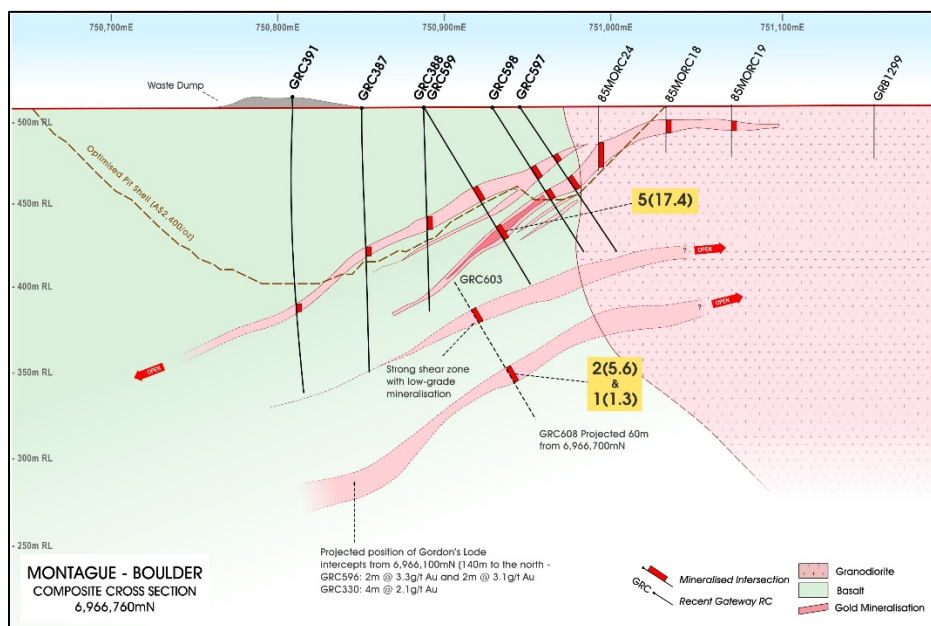 750,700mE
750,800mE
750,900mE
751,000mE
751,100mE
GRC391
GRC387
GRC388
GRC599
GRC598
GRC597
85MORC24
85MORC18
85MORC19
GRB1299
Waste Dump
- 500m RL
Optimised Pit Shell (A$2,400/oz)
- 450m RL
5(17.4)
- 400m RL
GRC603
?
OPEN
?
OPEN
- 350m RL
OPEN
Strong shear zone
with low-grade
mineralisation
2(5.6)
&
1(1.3)
- 300m RL
GRC608 Projected 60m
from 6,966,700mN
- 250m RL
Projected position of Gordon's Lode
intercepts from 6,966,100mN (140m to the north -
GRC596: 2m @ 3.3g/t Au and 2m @ 3.1g/t Au
GRC330: 4m @ 2.1g/t Au
MONTAGUE - BOULDER
COMPOSITE CROSS SECTION
6,966,760mN
Mineralised Intersection
GRC
Recent Gateway RC
Granodiorite
Basalt
Gold Mineralisation